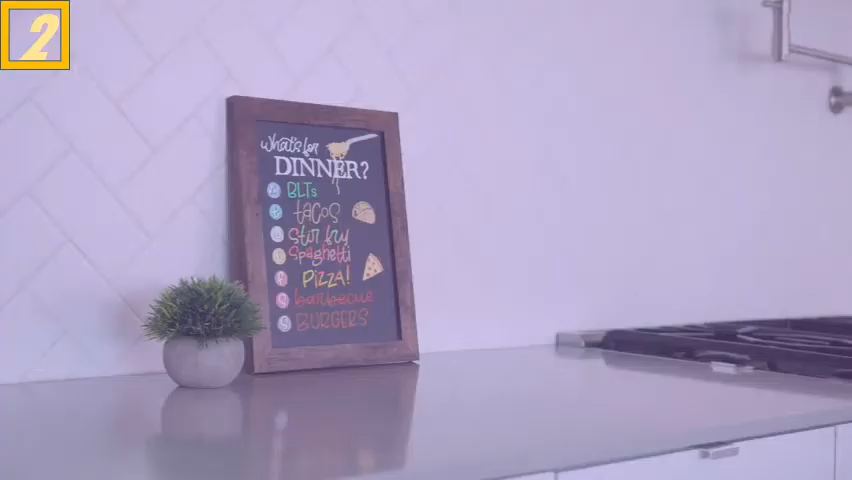 2
what's for
DINNER?
BLTs
tacos
stir fry
spaghetti
PIZZA!
barbecue
BURGERS